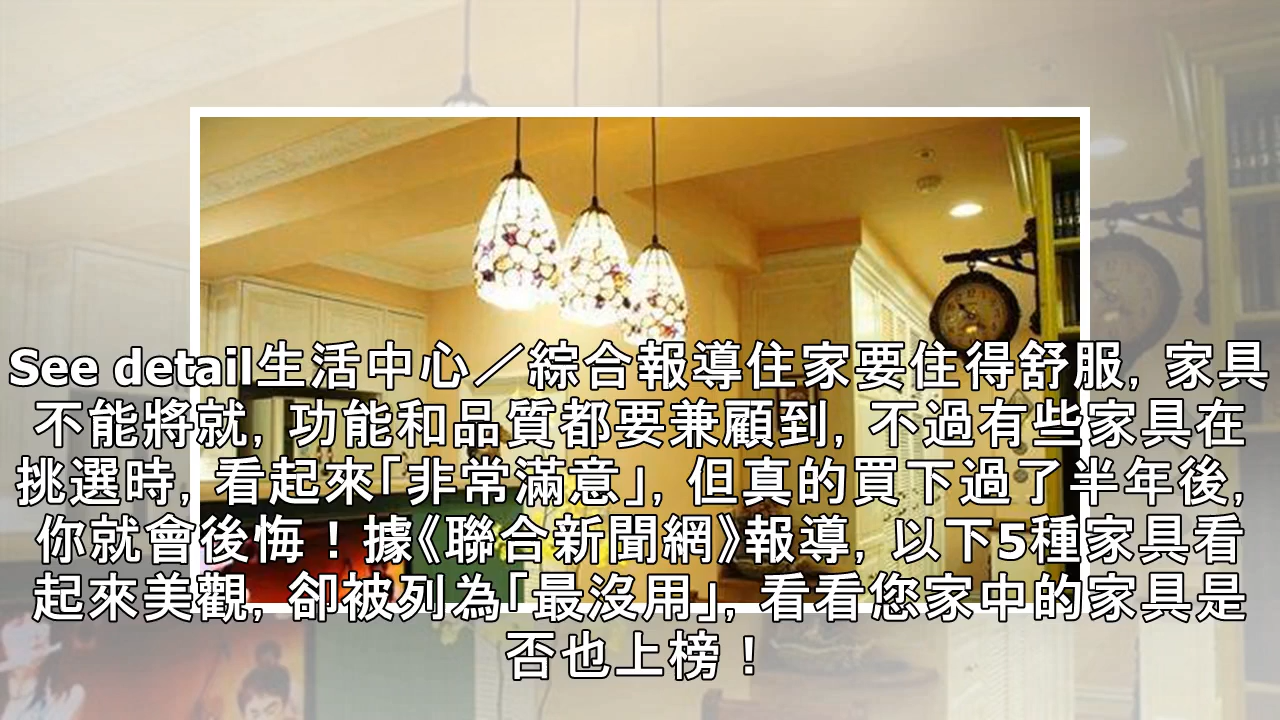 See detail生活中心／綜合報導住家要住得舒服, 家具
不能將就, 功能和品質都要兼顧到, 不過有些家具在
挑選時, 看起來「非常滿意」, 但真的買下過了半年後,
你就會後悔！據《聯合新聞網》報導, 以下5種家具看
起來美觀, 卻被列為「最沒用」, 看看您家中的家具是
否也上榜！